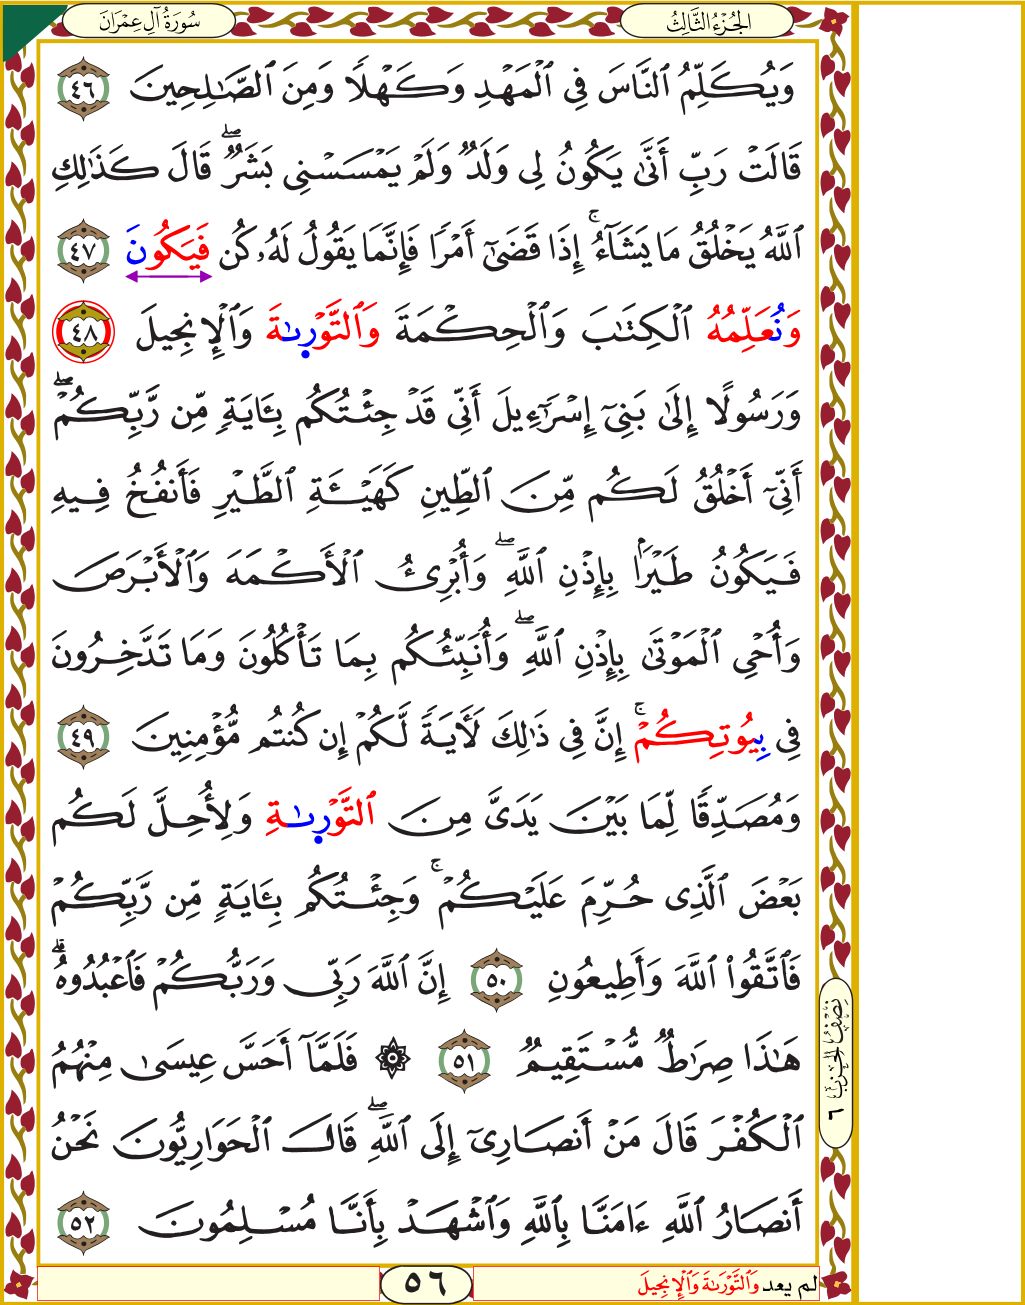 سُورَةُ آلِ عِمْرَانَ
الجُزْءُ الثَّالِثُ
وَيُكَلِّمُ ٱلنَّاسَ فِي ٱلْمَهْدِ وَكَهْلًا وَمِنَ ٱلصَّٰلِحِينَ ٤٦
قَالَتْ رَبِّ أَنَّىٰ يَكُونُ لِي وَلَدٌ وَلَمْ يَمْسَسْنِي بَشَرٌۖ قَالَ كَذَٰلِكِ
ٱللَّهُ يَخْلُقُ مَا يَشَآءُۚ إِذَا قَضَىٰٓ أَمْرًا فَإِنَّمَا يَقُولُ لَهُۥ كُن فَيَكُونَ ٤٧
وَنُعَلِّمُهُ ٱلْكِتَٰبَ وَٱلْحِكْمَةَ وَٱلتَّوْرَىٰةَ وَٱلْإِنجِيلَ ٤٨
وَرَسُولًا إِلَىٰ بَنِيٓ إِسْرَٰٓءِيلَ أَنِّي قَدْ جِئْتُكُم بِـَٔايَةٍ مِّن رَّبِّكُمْۖ
أَنِّيٓ أَخْلُقُ لَكُم مِّنَ ٱلطِّينِ كَهَيْـَٔةِ ٱلطَّيْرِ فَأَنفُخُ فِيهِ
فَيَكُونُ طَيْرًۢا بِإِذْنِ ٱللَّهِۖ وَأُبْرِئُ ٱلْأَكْمَهَ وَٱلْأَبْرَصَ
وَأُحْيِ ٱلْمَوْتَىٰ بِإِذْنِ ٱللَّهِۖ وَأُنَبِّئُكُم بِمَا تَأْكُلُونَ وَمَا تَدَّخِرُونَ
فِي بِيُوتِكُمْۚ إِنَّ فِي ذَٰلِكَ لَأٓيَةً لَّكُمْ إِن كُنتُم مُّؤْمِنِينَ ٤٩
وَمُصَدِّقًا لِّمَا بَيْنَ يَدَيَّ مِنَ ٱلتَّوْرَىٰةِ وَلِأُحِلَّ لَكُم
بَعْضَ ٱلَّذِي حُرِّمَ عَلَيْكُمْۚ وَجِئْتُكُم بِـَٔايَةٍ مِّن رَّبِّكُمْ
فَٱتَّقُوا۟ ٱللَّهَ وَأَطِيعُونِ ٥٠ إِنَّ ٱللَّهَ رَبِّي وَرَبُّكُمْ فَٱعْبُدُوهُۗ
هَٰذَا صِرَٰطٌ مُّسْتَقِيمٌ ٥١ ۞ فَلَمَّآ أَحَسَّ عِيسَىٰ مِنْهُمُ
ٱلْكُفْرَ قَالَ مَنْ أَنصَارِيٓ إِلَى ٱللَّهِۖ قَالَ ٱلْحَوَارِيُّونَ نَحْنُ
أَنصَارُ ٱللَّهِ ءَامَنَّا بِٱللَّهِ وَٱشْهَدْ بِأَنَّا مُسْلِمُونَ ٥٢
نِصْفُ الحِزْبِ ٦
لم يعد وَٱلتَّوْرَىٰةَ وَٱلْإِنجِيلَ
٥٦